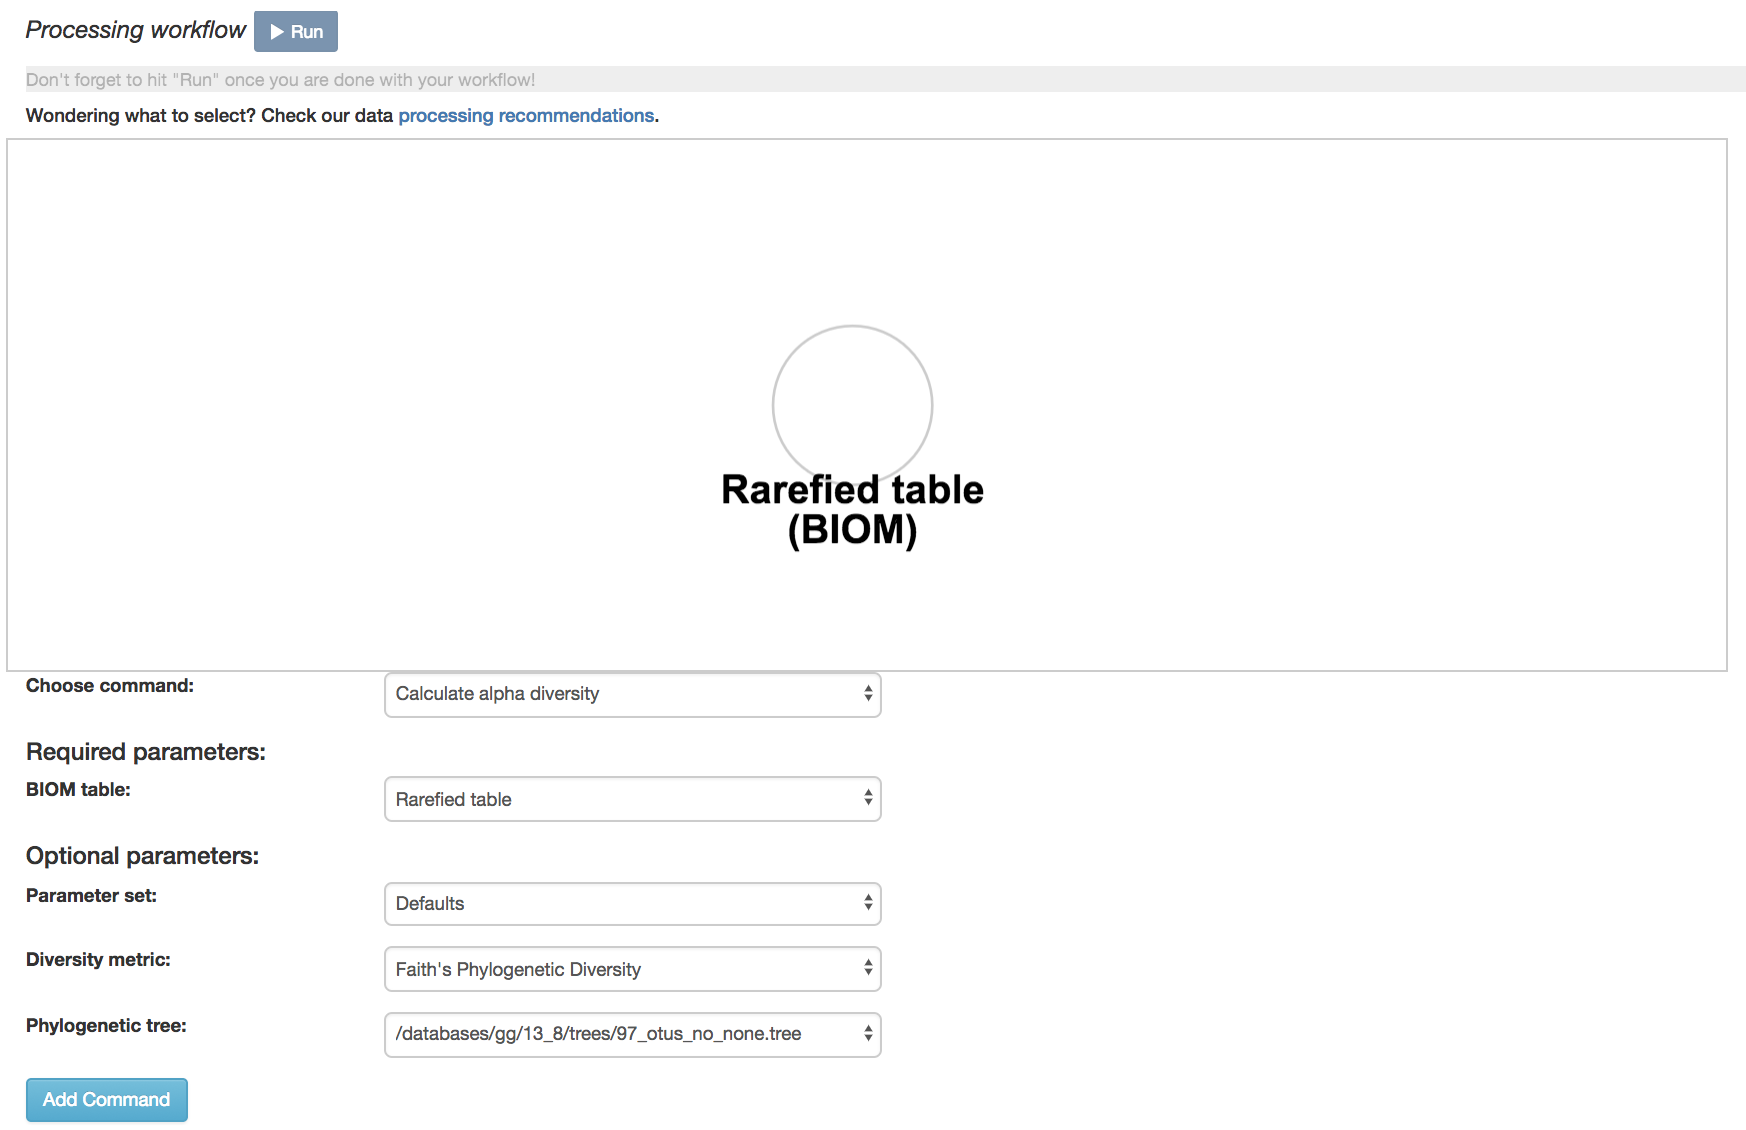 Processing workflow Run
Don't forget to hit "Run" once you are done with your workflow!
Wondering what to select? Check our data processing recommendations.
Rarefied table
(BIOM)
Choose command: Calculate alpha diversity
Required parameters:
BIOM table: Rarefied table
Optional parameters:
Parameter set: Defaults
Diversity metric: Faith's Phylogenetic Diversity
Phylogenetic tree: /databases/gg/13_8/trees/97_otus_no_none.tree
Add Command